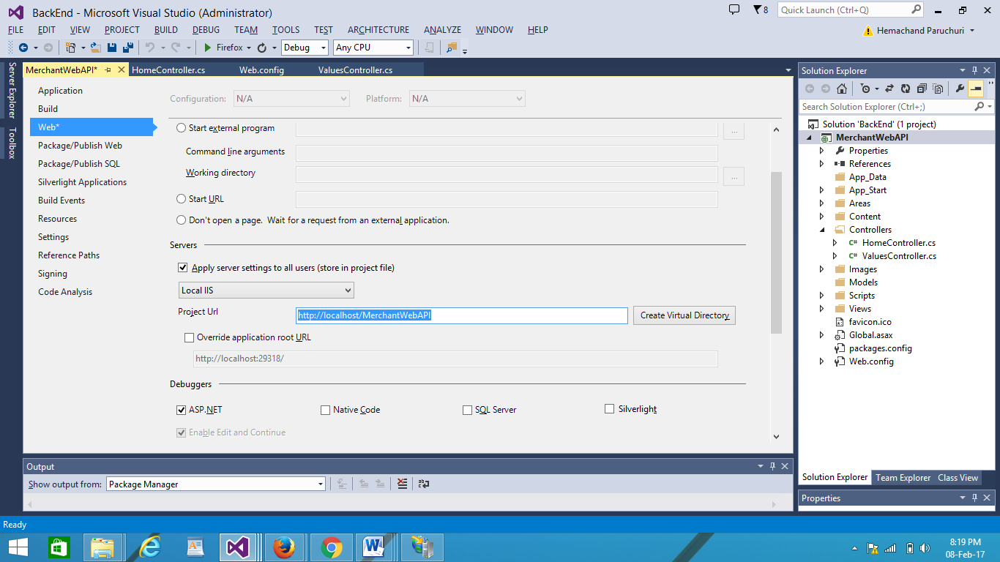 BackEnd - Microsoft Visual Studio (Administrator)
8
Quick Launch (Ctrl+Q)
FILE EDIT VIEW PROJECT BUILD DEBUG TEAM TOOLS TEST ARCHITECTURE ANALYZE WINDOW HELP
Hemachand Paruchuri
Firefox Debug Any CPU
Server Explorer
Toolbox
MerchantWebAPI* HomeController.cs Web.config ValuesController.cs
Application
Build
Web*
Package/Publish Web
Package/Publish SQL
Silverlight Applications
Build Events
Resources
Settings
Reference Paths
Signing
Code Analysis
Configuration: N/A Platform: N/A
Start external program ...
Command line arguments
Working directory ...
Start URL
Don't open a page. Wait for a request from an external application.
Servers
Apply server settings to all users (store in project file)
Local IIS
Project Url http://localhost/MerchantWebAPI Create Virtual Directory
Override application root URL
http://localhost:29318/
Debuggers
ASP.NET Native Code SQL Server Silverlight
Enable Edit and Continue
Output
Show output from: Package Manager
Solution Explorer
Search Solution Explorer (Ctrl+;)
Solution 'BackEnd' (1 project)
MerchantWebAPI
Properties
References
App_Data
App_Start
Areas
Content
Controllers
C# HomeController.cs
C# ValuesController.cs
Images
Models
Scripts
Views
favicon.ico
Global.asax
packages.config
Web.config
Solution Explorer Team Explorer Class View
Properties
Ready
8:19 PM
08-Feb-17